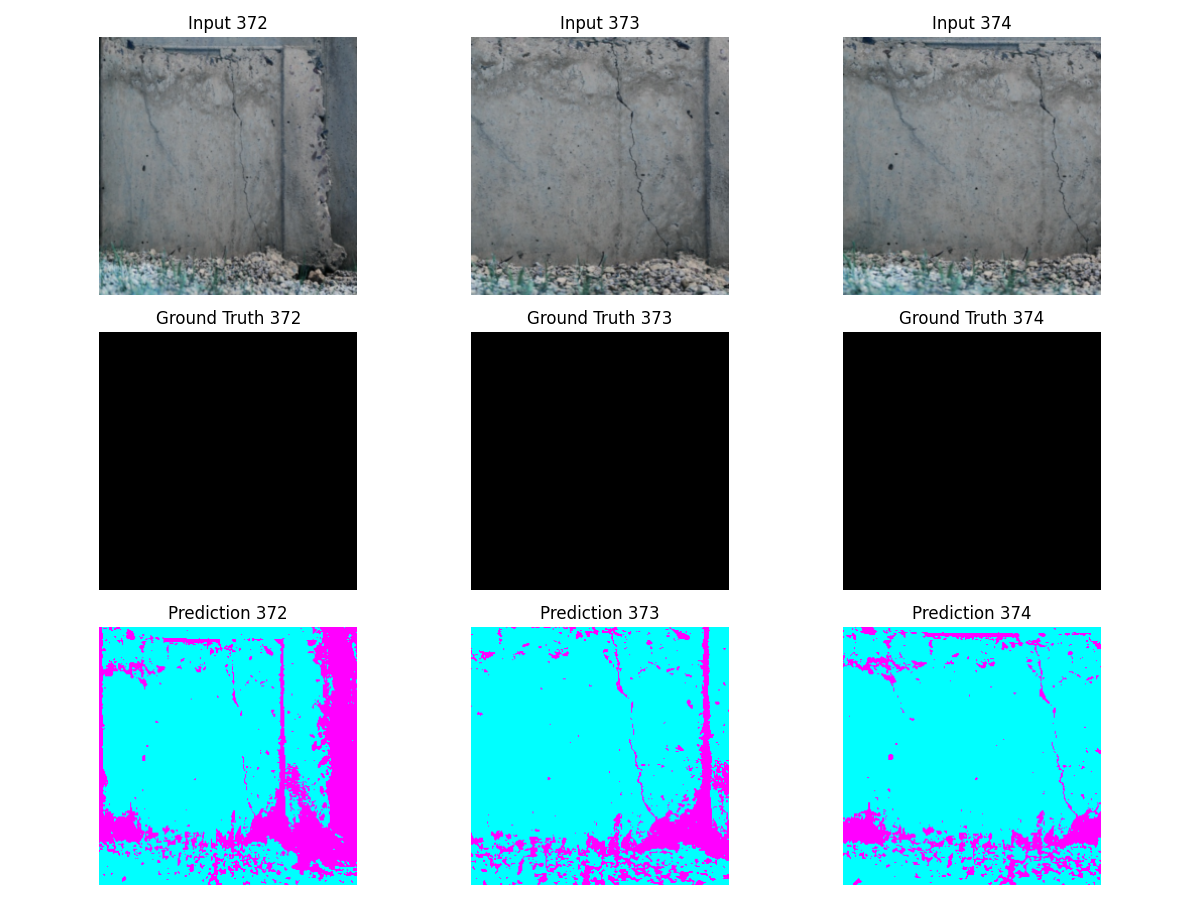 Input 372
Input 373
Input 374
Ground Truth 372
Ground Truth 373
Ground Truth 374
Prediction 372
Prediction 373
Prediction 374